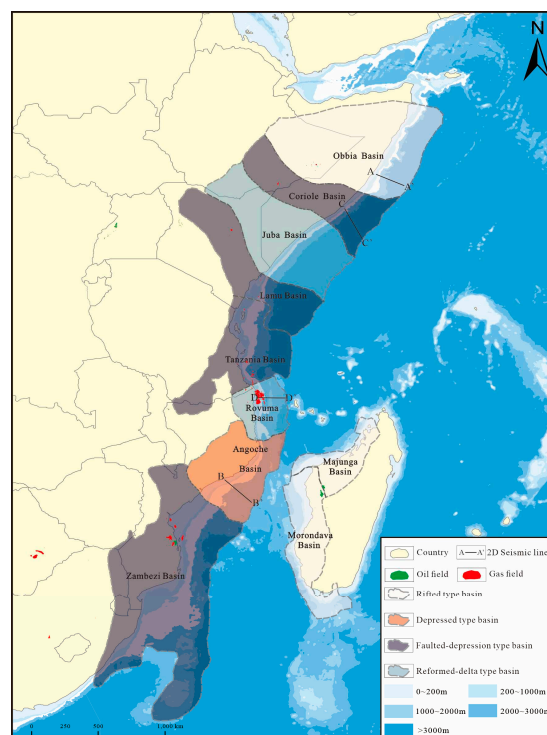 N
Obbia Basin
A
A'
Coriole Basin
C
Juba Basin
C'
Lamu Basin
Tanzania Basin
D
D'
Rovuma
Basin
Angoche
Basin
B
B'
Majunga
Basin
Morondava
Basin
Zambezi Basin
Country
A—A' 2D Seismic line
Oil field
Gas field
Rifted type basin
Depressed type basin
Faulted-depression type basin
Reformed-delta type basin
0~200m
200~1000m
1000~2000m
2000~3000m
>3000m
0 250 500 1,000 km